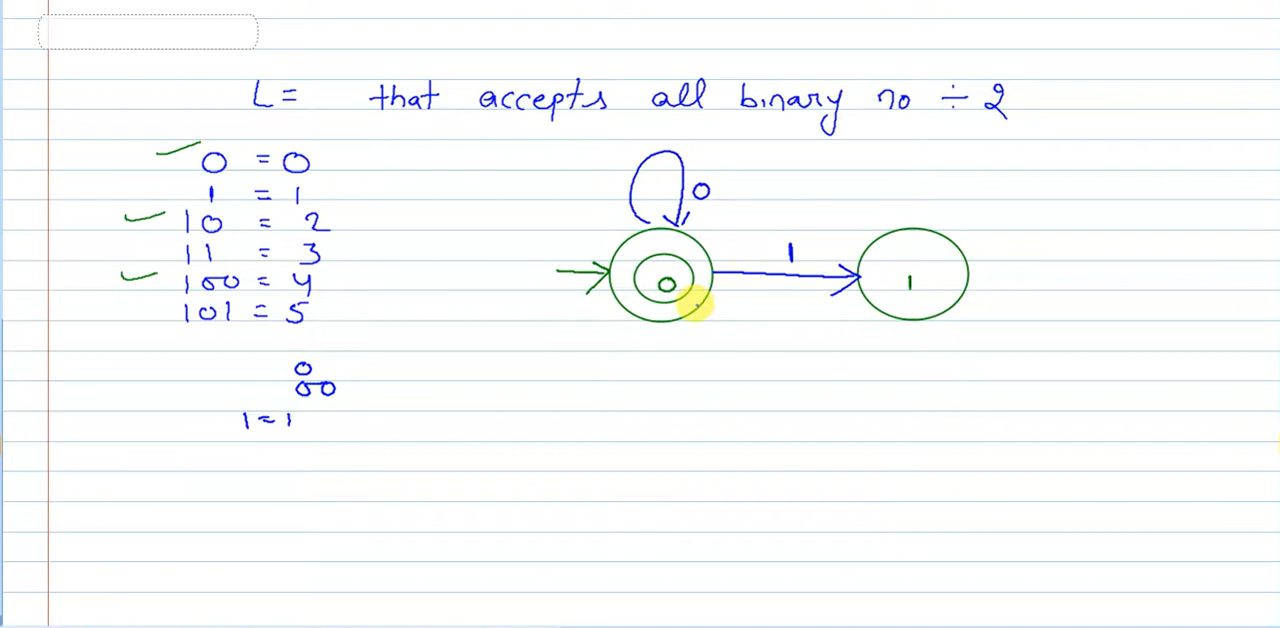 L = that accepts all binary no ÷ 2
0 = 0
1 = 1
10 = 2
11 = 3
100 = 4
101 = 5
0
00
1 = 1
0
1
0
1